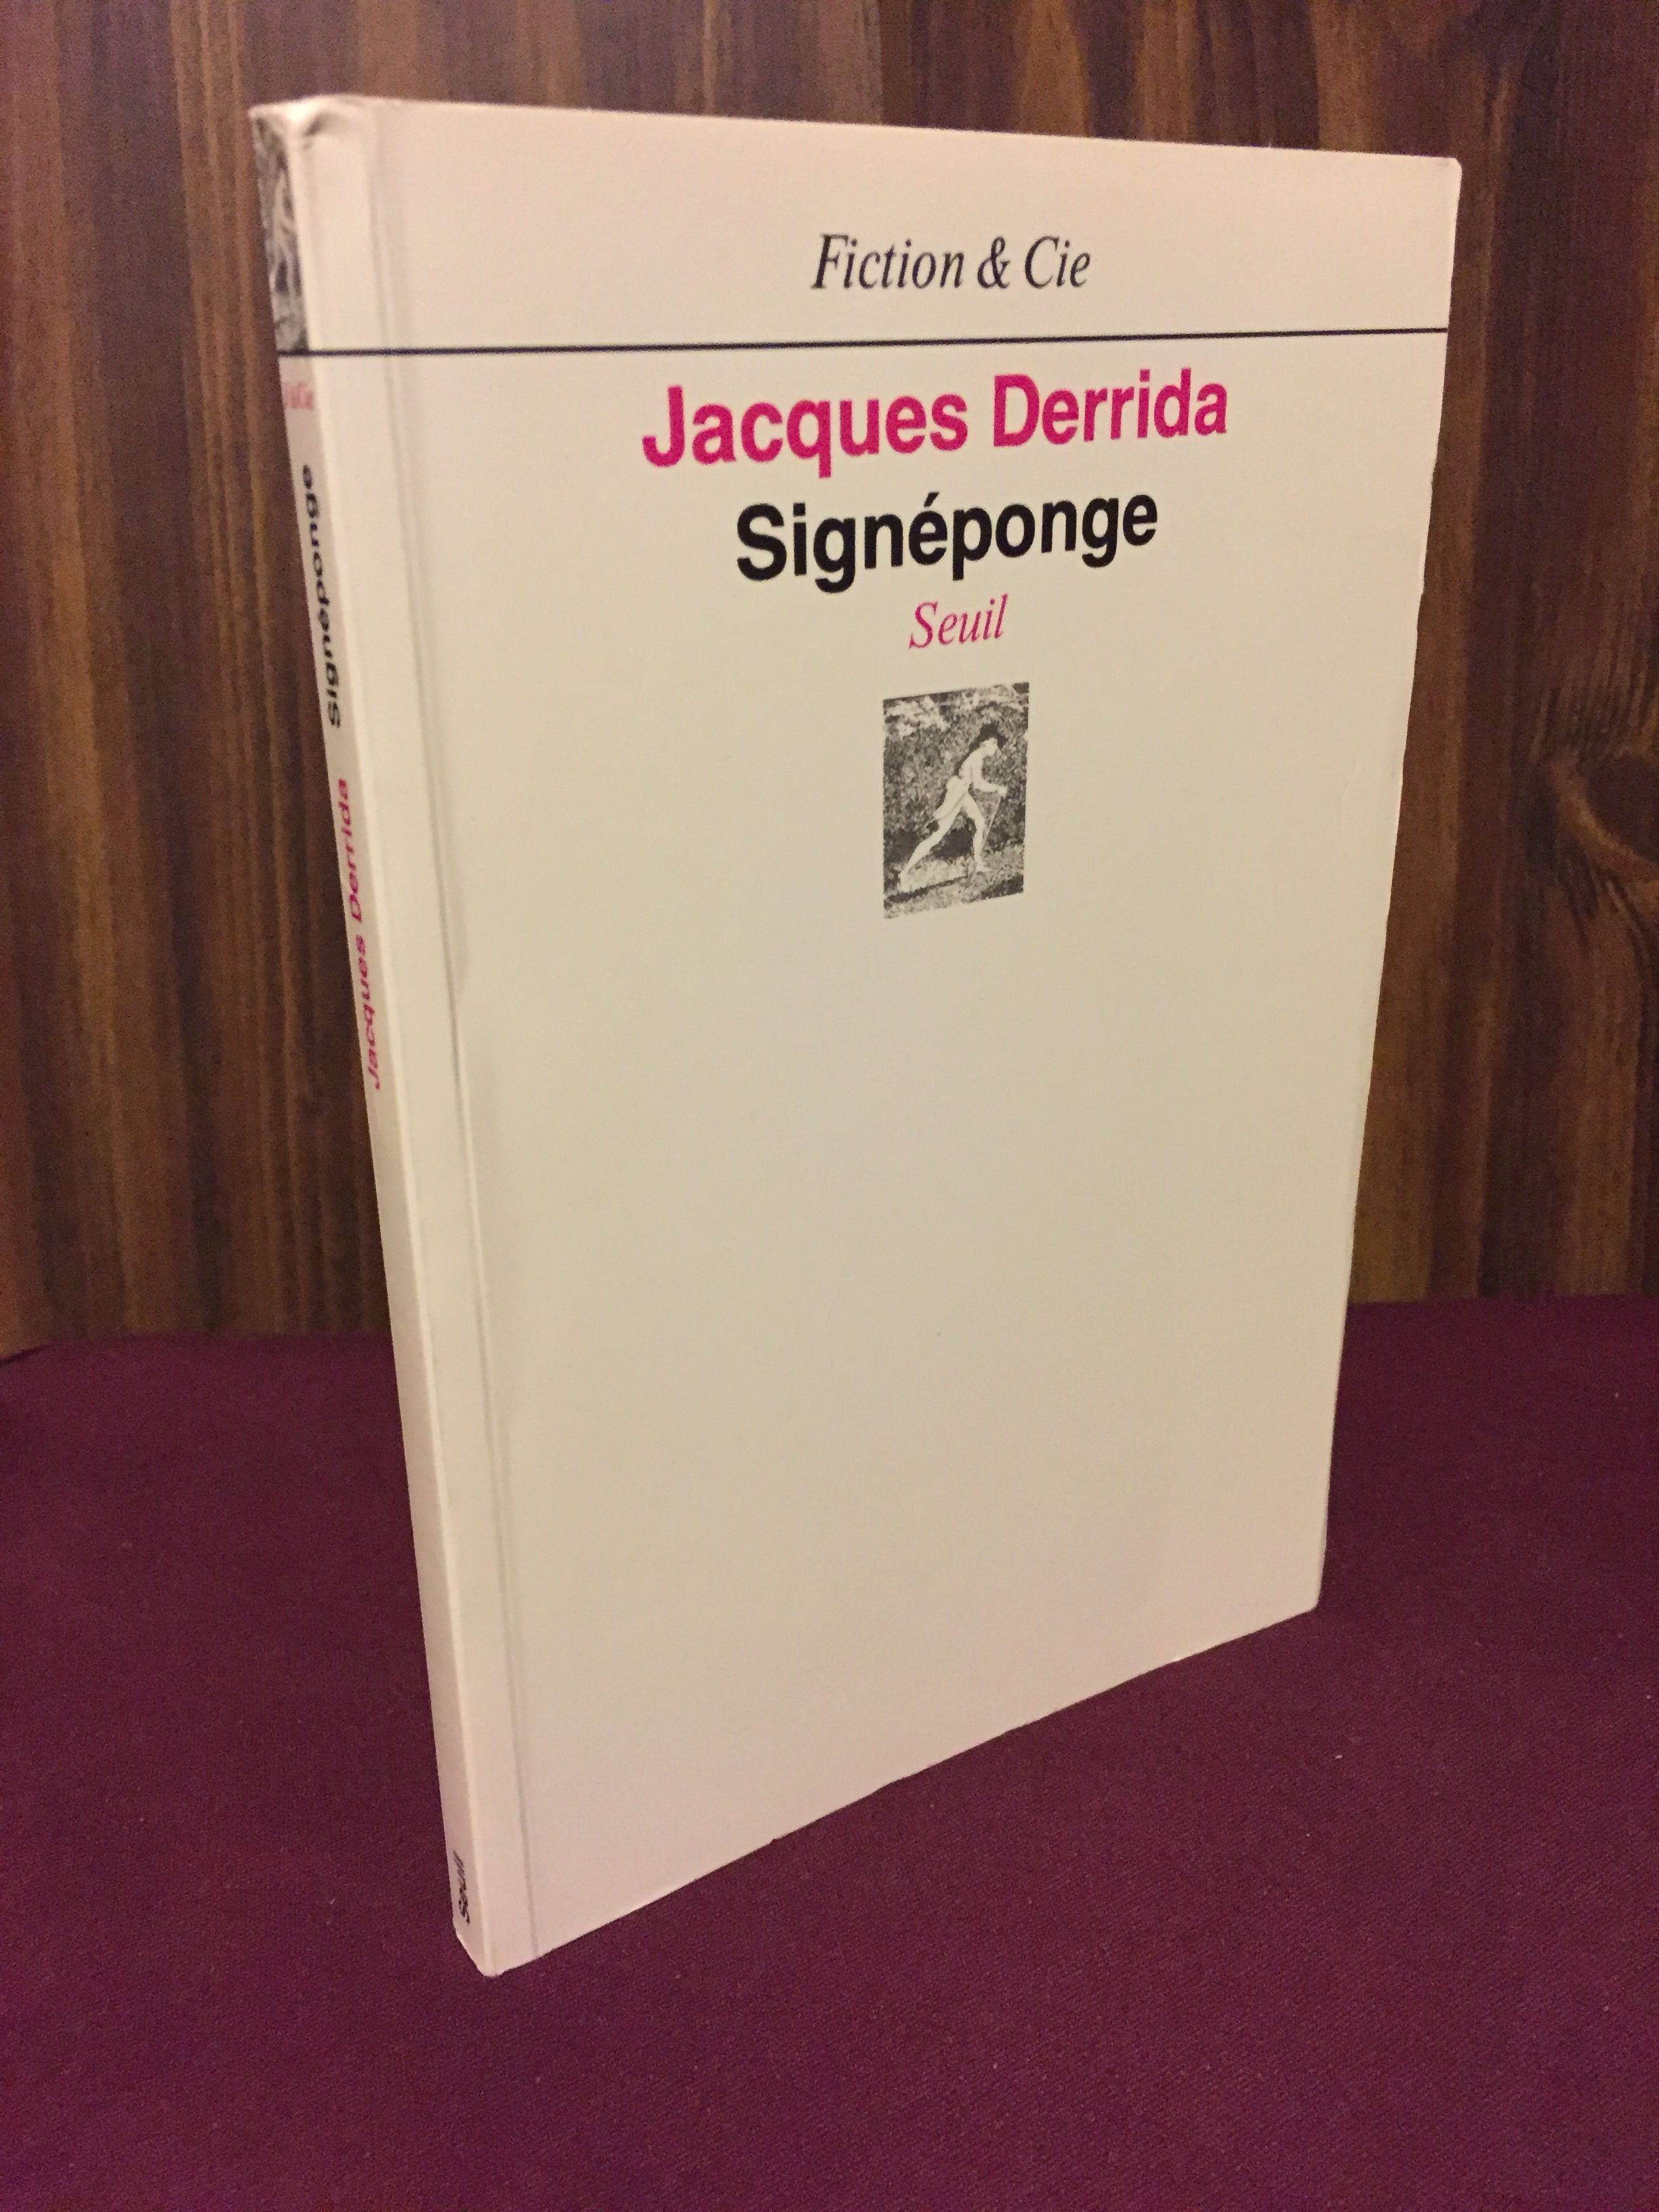 Fiction & Cie
Jacques Derrida
Signéponge
Seuil
Jacques Derrida Signéponge
Seuil